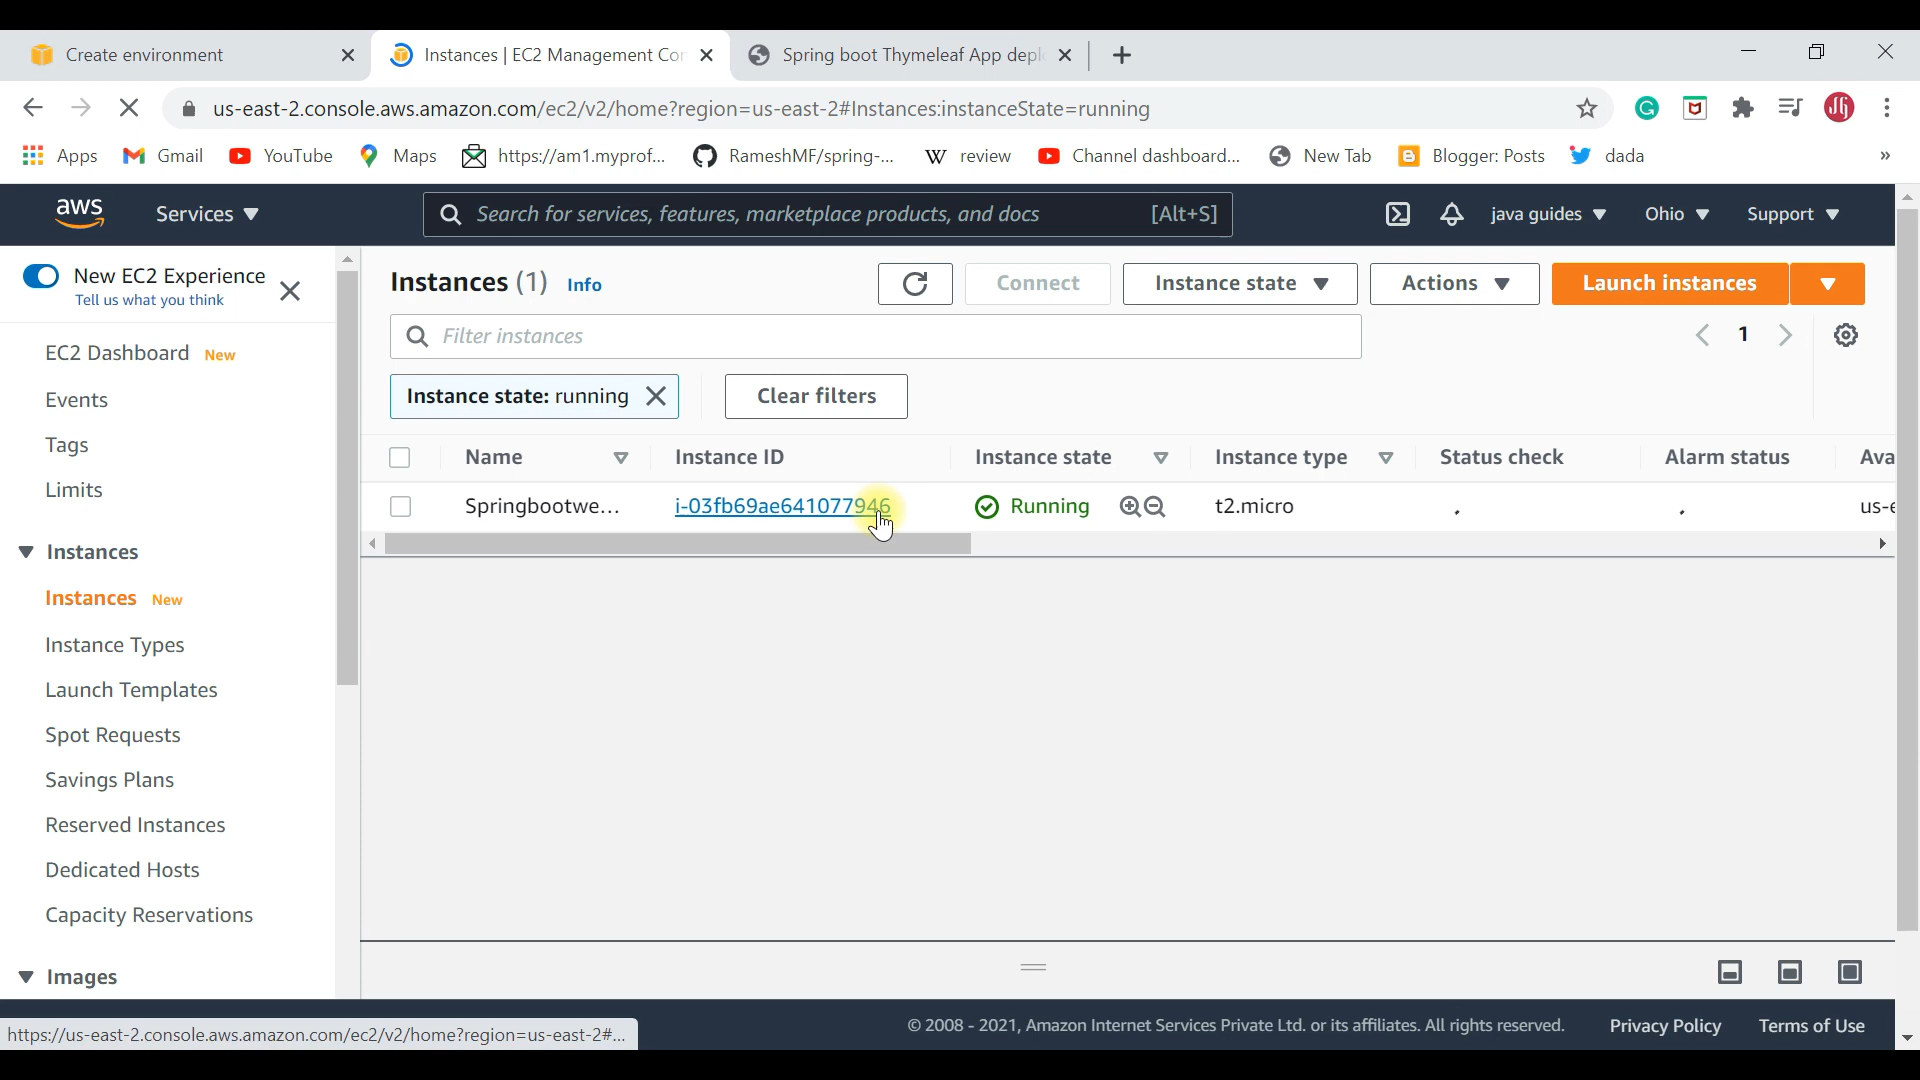 Create environment
Instances | EC2 Management Con
Spring boot Thymeleaf App depl
us-east-2.console.aws.amazon.com/ec2/v2/home?region=us-east-2#Instances:instanceState=running
Apps
Gmail
YouTube
Maps
https://am1.myprof...
RameshMF/spring-...
W review
Channel dashboard...
New Tab
Blogger: Posts
dada
»
aws
Services
Search for services, features, marketplace products, and docs
[Alt+S]
java guides
Ohio
Support
New EC2 Experience
Tell us what you think
EC2 Dashboard New
Events
Tags
Limits
Instances
Instances New
Instance Types
Launch Templates
Spot Requests
Savings Plans
Reserved Instances
Dedicated Hosts
Capacity Reservations
Images
Instances (1) Info
Connect
Instance state
Actions
Launch instances
Filter instances
1
Instance state: running
Clear filters
Name
Instance ID
Instance state
Instance type
Status check
Alarm status
Ava
Springbootwe...
i-03fb69ae641077946
Running
t2.micro
us-e
https://us-east-2.console.aws.amazon.com/ec2/v2/home?region=us-east-2#...
© 2008 - 2021, Amazon Internet Services Private Ltd. or its affiliates. All rights reserved.
Privacy Policy
Terms of Use